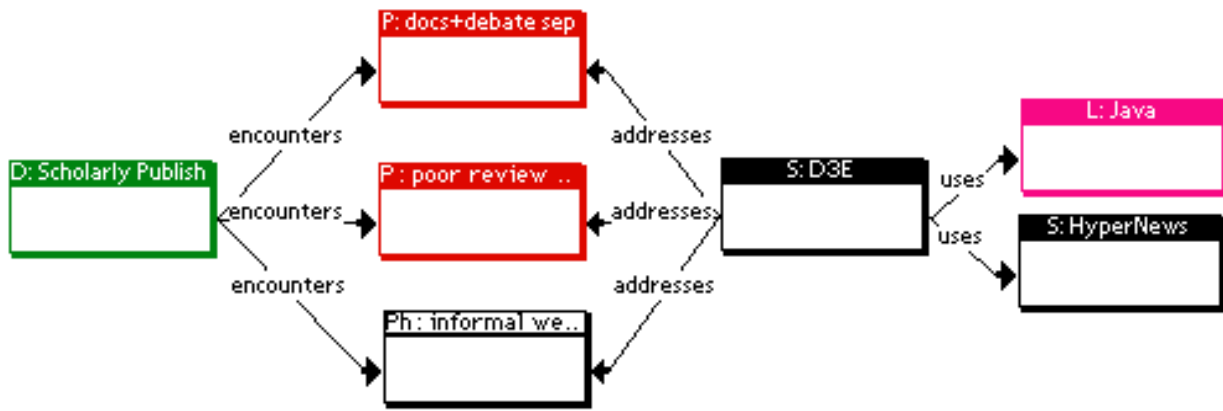 P: docs+debate sep
encounters
addresses
L: Java
D: Scholarly Publish
P : poor review ..
S: D3E
uses
encounters
addresses
uses
S: HyperNews
encounters
addresses
Ph : informal we..